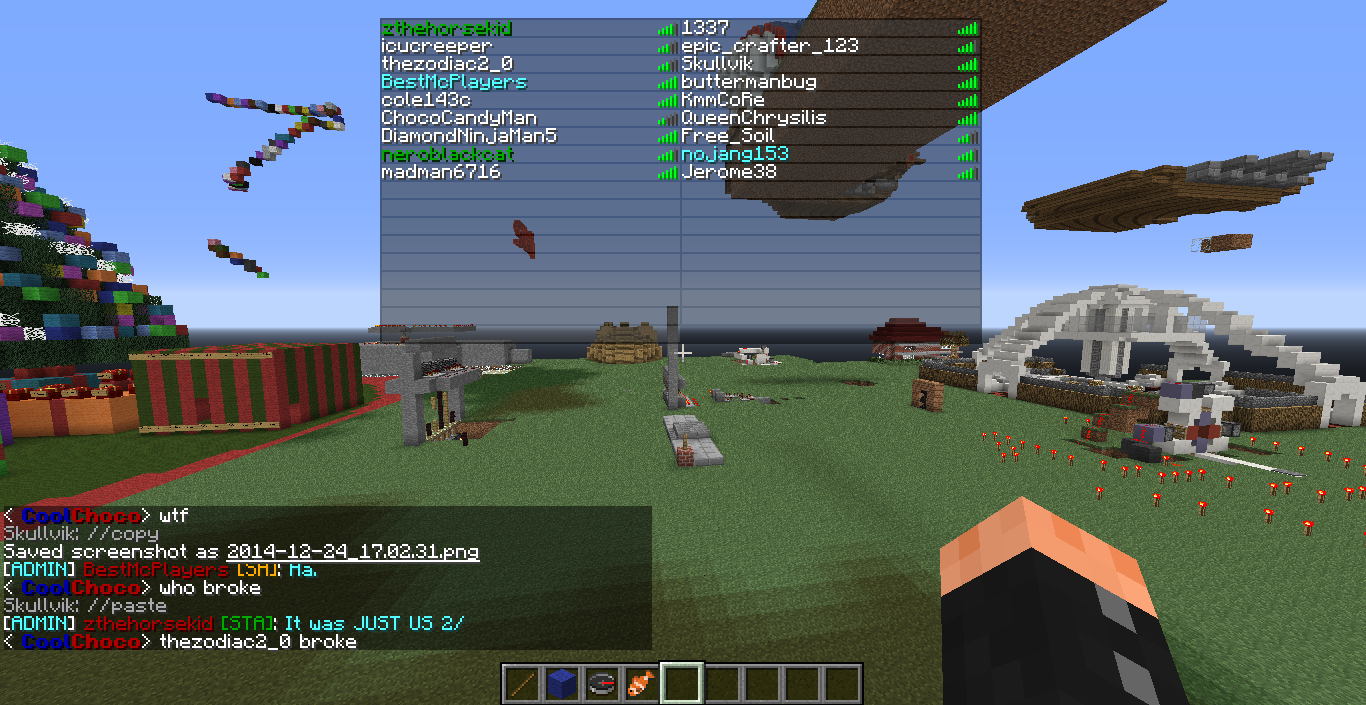 zthehorsekid 1337
icucreeper epic_crafter_123
thezodiac2_0 Skullvik
BestMcPlayers buttermanbug
cole143c KmmCoRe
ChocoCandyMan QueenChrysilis
DiamondNinjaMan5 Free_Soil
neroblackcat nojang153
madman6716 Jerome38
3
< CoolChoco> wtf
Skullvik: //copy
Saved screenshot as 2014-12-24_17.02.31.png
[ADMIN] BestMcPlayers [SA]: Ha.
< CoolChoco> who broke
Skullvik: //paste
[ADMIN] zthehorsekid [STA]: It was JUST US 2/
< CoolChoco> thezodiac2_0 broke